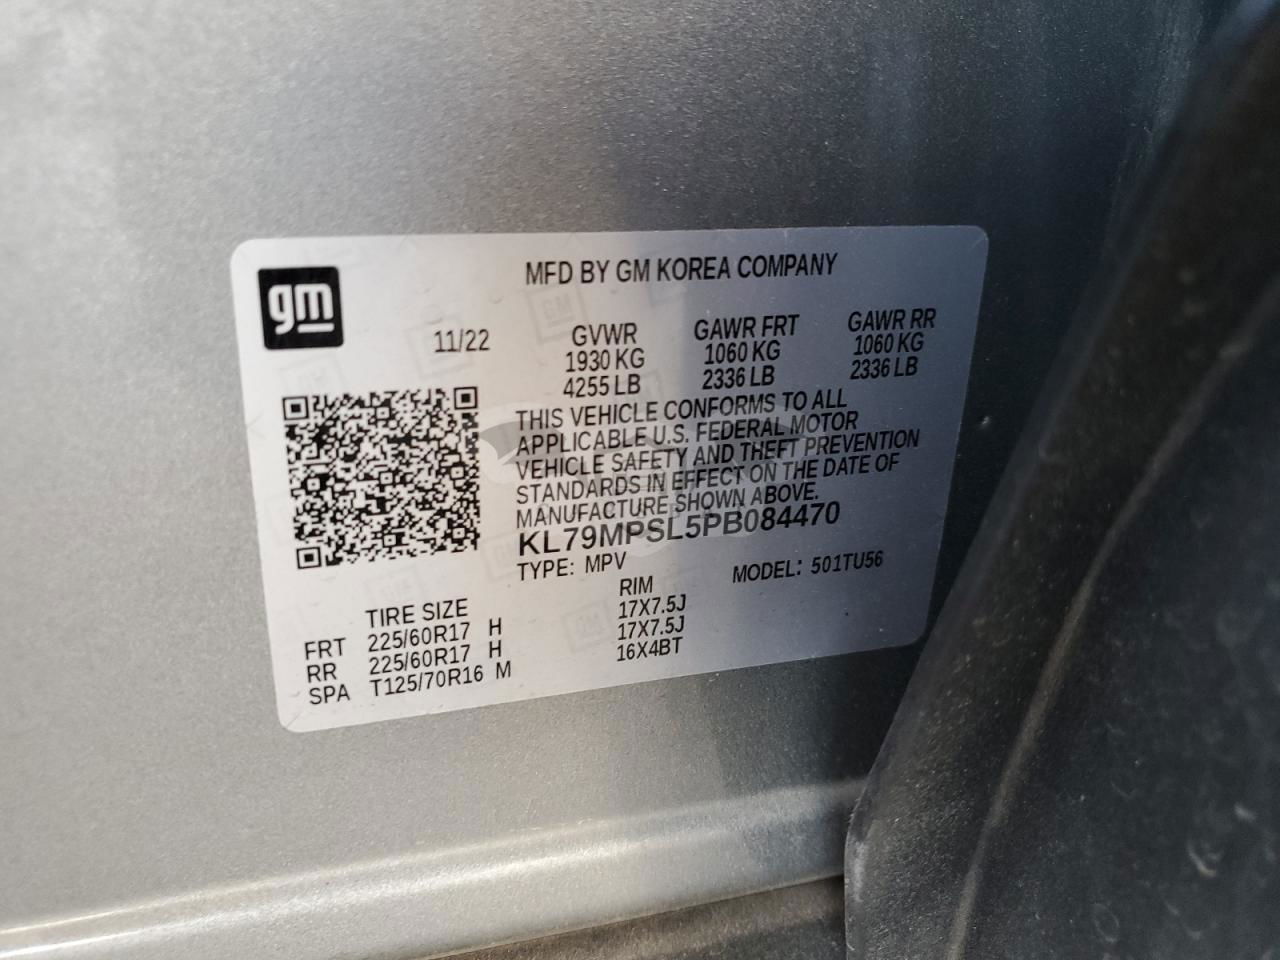 gm
MFD BY GM KOREA COMPANY
11/22 GVWR GAWR FRT GAWR RR
1930 KG 1060 KG 1060 KG
4255 LB 2336 LB 2336 LB
THIS VEHICLE CONFORMS TO ALL
APPLICABLE U.S. FEDERAL MOTOR
VEHICLE SAFETY AND THEFT PREVENTION
STANDARDS IN EFFECT ON THE DATE OF
MANUFACTURE SHOWN ABOVE.
KL79MPSL5PB084470
TYPE: MPV MODEL: 501TU56
TIRE SIZE RIM
FRT 225/60R17 H 17X7.5J
RR 225/60R17 H 17X7.5J
SPA T125/70R16 M 16X4BT